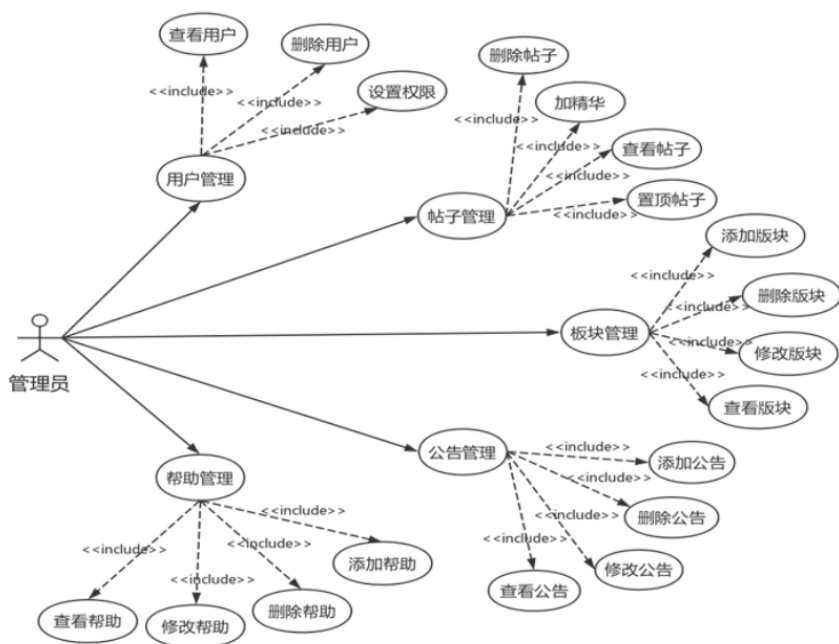 查看用户
删除用户
设置权限
<<include>>
<<include>>
<<include>>
用户管理
删除帖子
加精华
查看帖子
置顶帖子
<<include>>
<<include>>
<<include>>
<<include>>
帖子管理
添加版块
删除版块
修改版块
查看版块
<<include>>
<<include>>
<<include>>
<<include>>
板块管理
管理员
公告管理
<<include>>
<<include>>
<<include>>
<<include>>
添加公告
删除公告
修改公告
查看公告
帮助管理
<<include>>
<<include>>
<<include>>
<<include>>
添加帮助
删除帮助
修改帮助
查看帮助